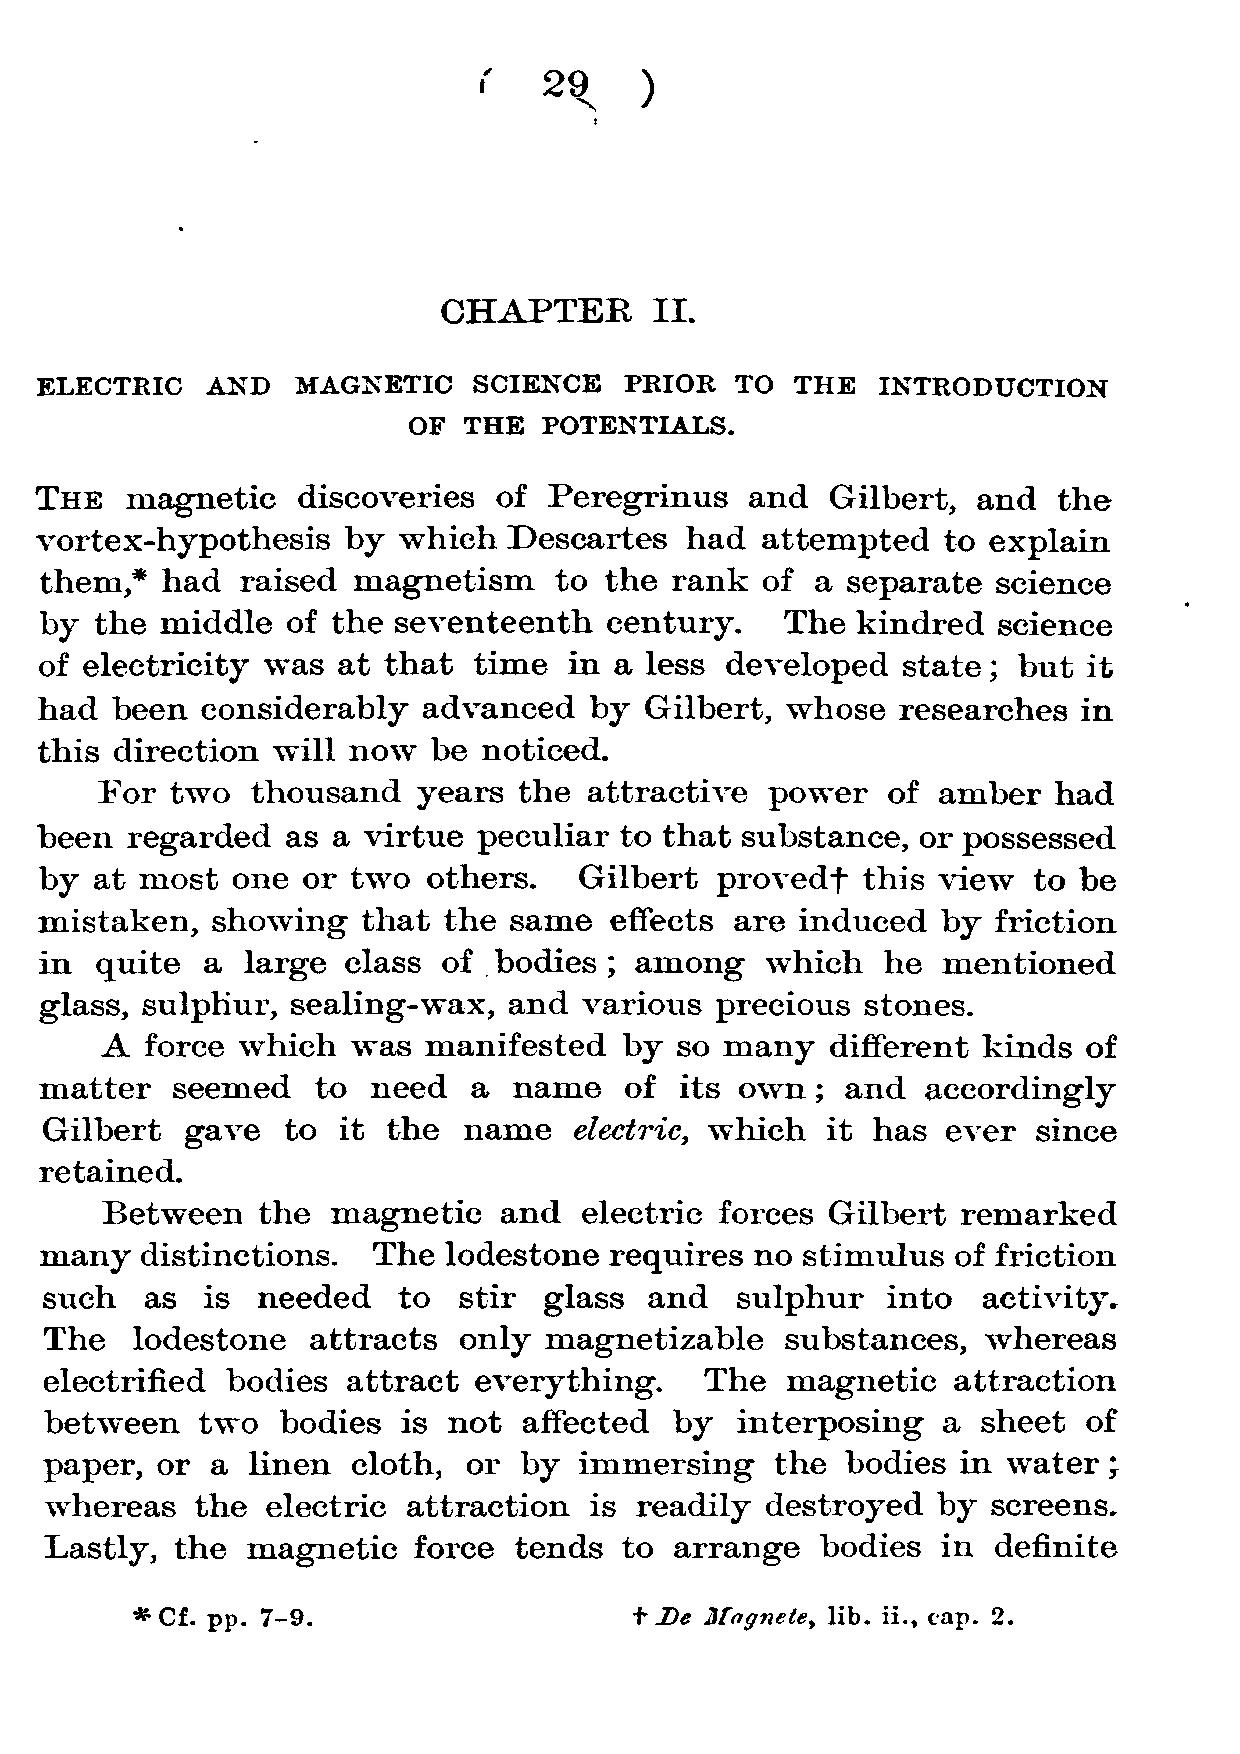 ( 29 )
CHAPTER II.
ELECTRIC AND MAGNETIC SCIENCE PRIOR TO THE INTRODUCTION
OF THE POTENTIALS.
THE magnetic discoveries of Peregrinus and Gilbert, and the
vortex-hypothesis by which Descartes had attempted to explain
them,* had raised magnetism to the rank of a separate science
by the middle of the seventeenth century. The kindred science
of electricity was at that time in a less developed state; but it
had been considerably advanced by Gilbert, whose researches in
this direction will now be noticed.
For two thousand years the attractive power of amber had
been regarded as a virtue peculiar to that substance, or possessed
by at most one or two others. Gilbert proved† this view to be
mistaken, showing that the same effects are induced by friction
in quite a large class of bodies; among which he mentioned
glass, sulphur, sealing-wax, and various precious stones.
A force which was manifested by so many different kinds of
matter seemed to need a name of its own; and accordingly
Gilbert gave to it the name electric, which it has ever since
retained.
Between the magnetic and electric forces Gilbert remarked
many distinctions. The lodestone requires no stimulus of friction
such as is needed to stir glass and sulphur into activity.
The lodestone attracts only magnetizable substances, whereas
electrified bodies attract everything. The magnetic attraction
between two bodies is not affected by interposing a sheet of
paper, or a linen cloth, or by immersing the bodies in water;
whereas the electric attraction is readily destroyed by screens.
Lastly, the magnetic force tends to arrange bodies in definite
* Cf. pp. 7–9.
† De Magnete, lib. ii., cap. 2.